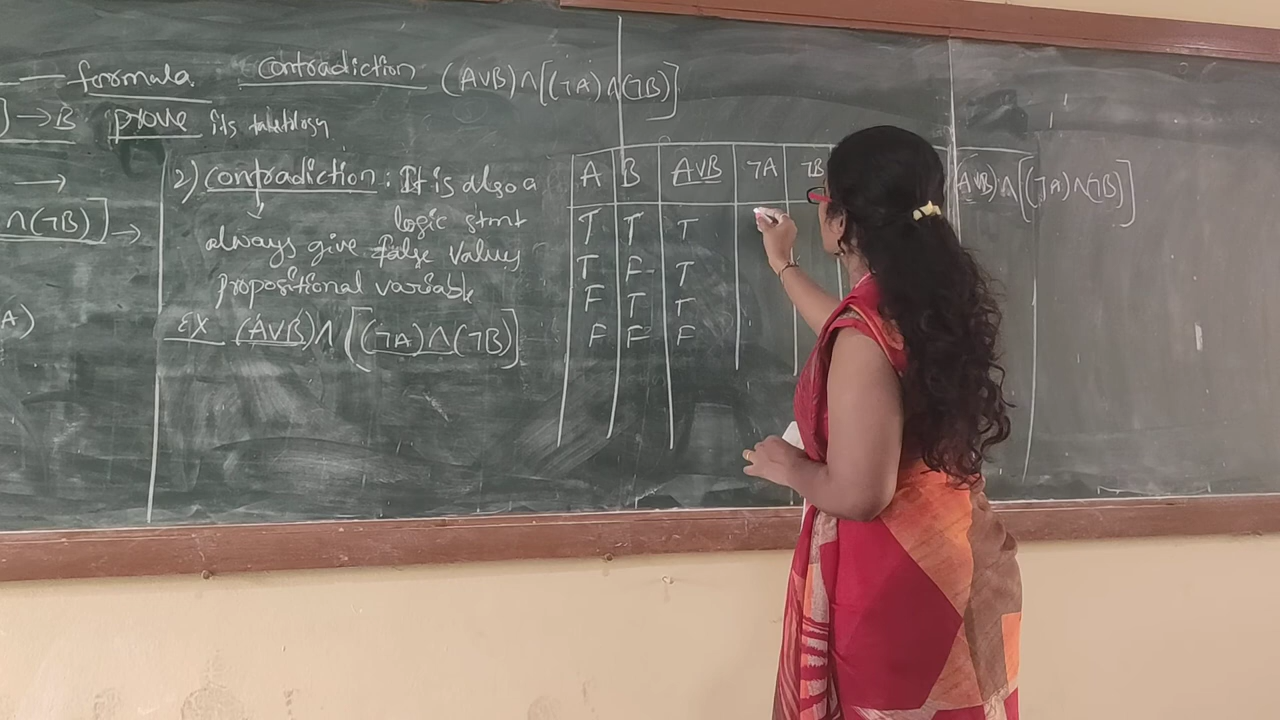 — formula contradiction (A∨B)∧[(¬A)∧(¬B)]
)→B prove its tautology
→
∧(¬B)]→
A)
2) contradiction : It is also a
logic stmt
always give false values
propositional variable
EX (A∨B)∧[(¬A)∧(¬B)]
A B A∨B ¬A ¬B (A∨B)∧[(¬A)∧(¬B)]
T T T
T F T
F T T
F F F